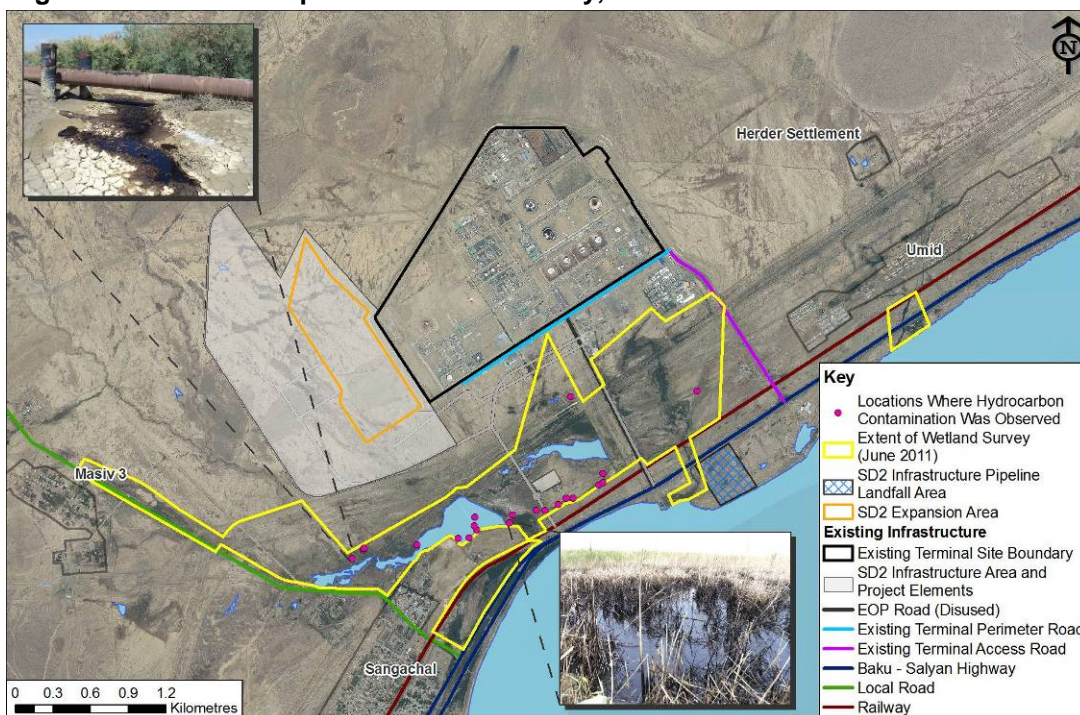 N
Herder Settlement
Umid
Masiv 3
Sangachal
0 0.3 0.6 0.9 1.2
Kilometres
Key
Locations Where Hydrocarbon
Contamination Was Observed
Extent of Wetland Survey
(June 2011)
SD2 Infrastructure Pipeline
Landfall Area
SD2 Expansion Area
Existing Infrastructure
Existing Terminal Site Boundary
SD2 Infrastructure Area and
Project Elements
EOP Road (Disused)
Existing Terminal Perimeter Road
Existing Terminal Access Road
Baku - Salyan Highway
Local Road
Railway